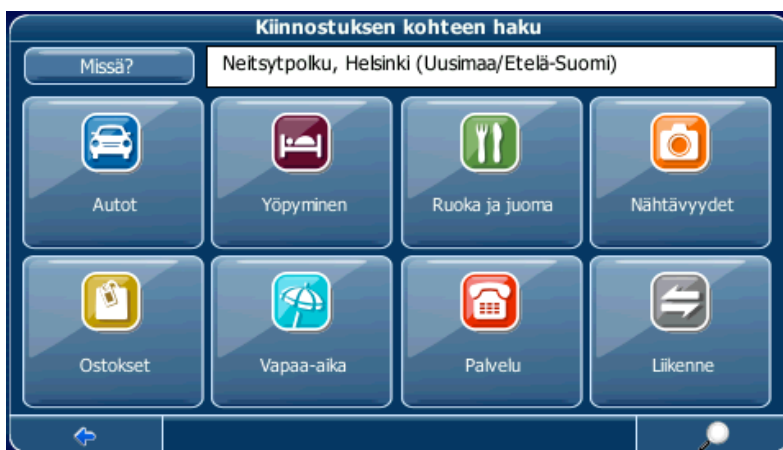 Kiinnostuksen kohteen haku
Missä? Neitsytpolku, Helsinki (Uusimaa/Etelä-Suomi)
Autot Yöpyminen Ruoka ja juoma Nähtävyydet
Ostokset Vapaa-aika Palvelu Liikenne